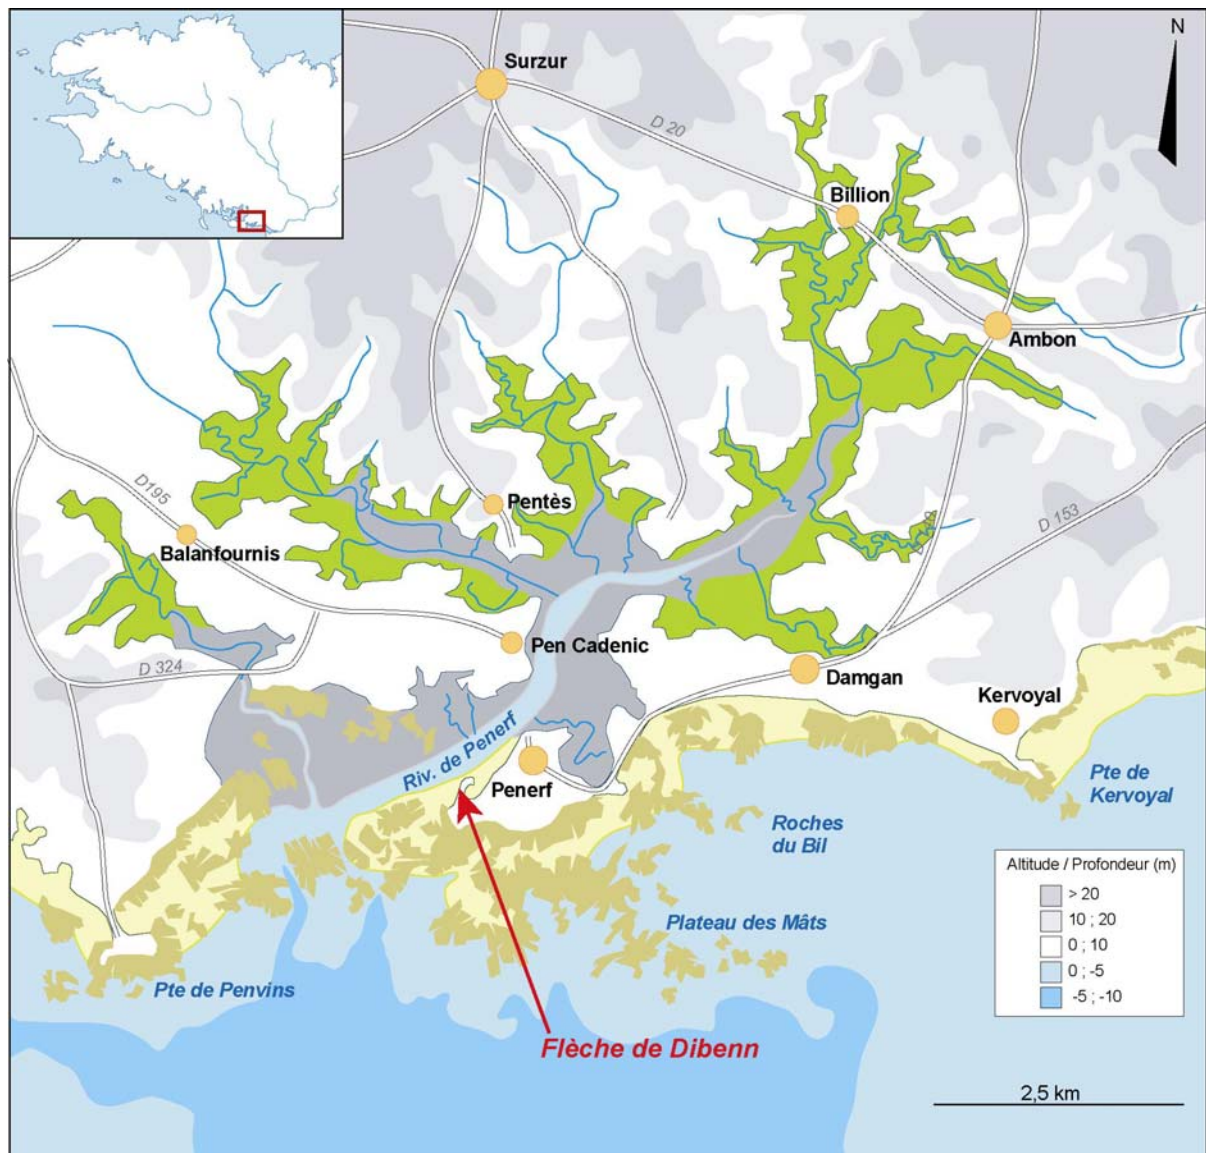 N
Surzur
D 20
Billion
Ambon
D195
Pentès
Balanfournis
D 153
Pen Cadenic
D 324
Damgan
Kervoyal
Riv. de Penerf
Penerf
Pte de
Kervoyal
Roches
du Bil
Plateau des Mâts
Pte de Penvins
Flèche de Dibenn
Altitude / Profondeur (m)
> 20
10 ; 20
0 ; 10
0 ; -5
-5 ; -10
2,5 km